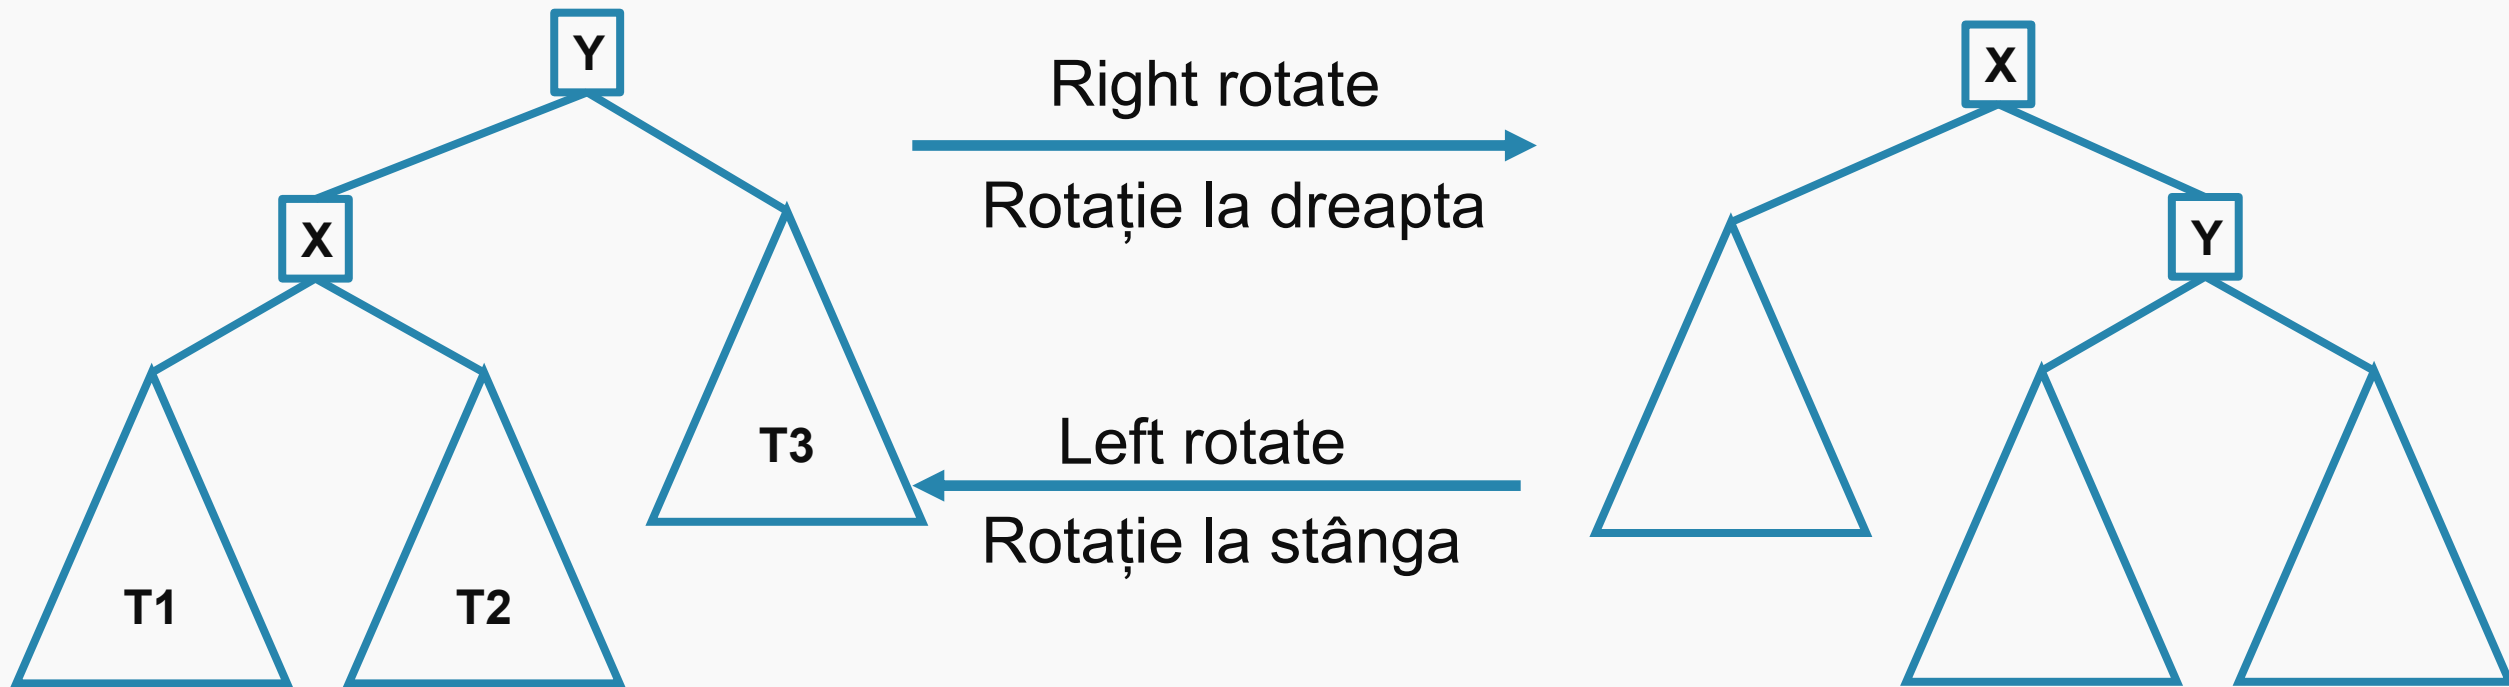 Y
X
T1
T2
T3
Right rotate
Rotație la dreapta
Left rotate
Rotație la stânga
X
Y